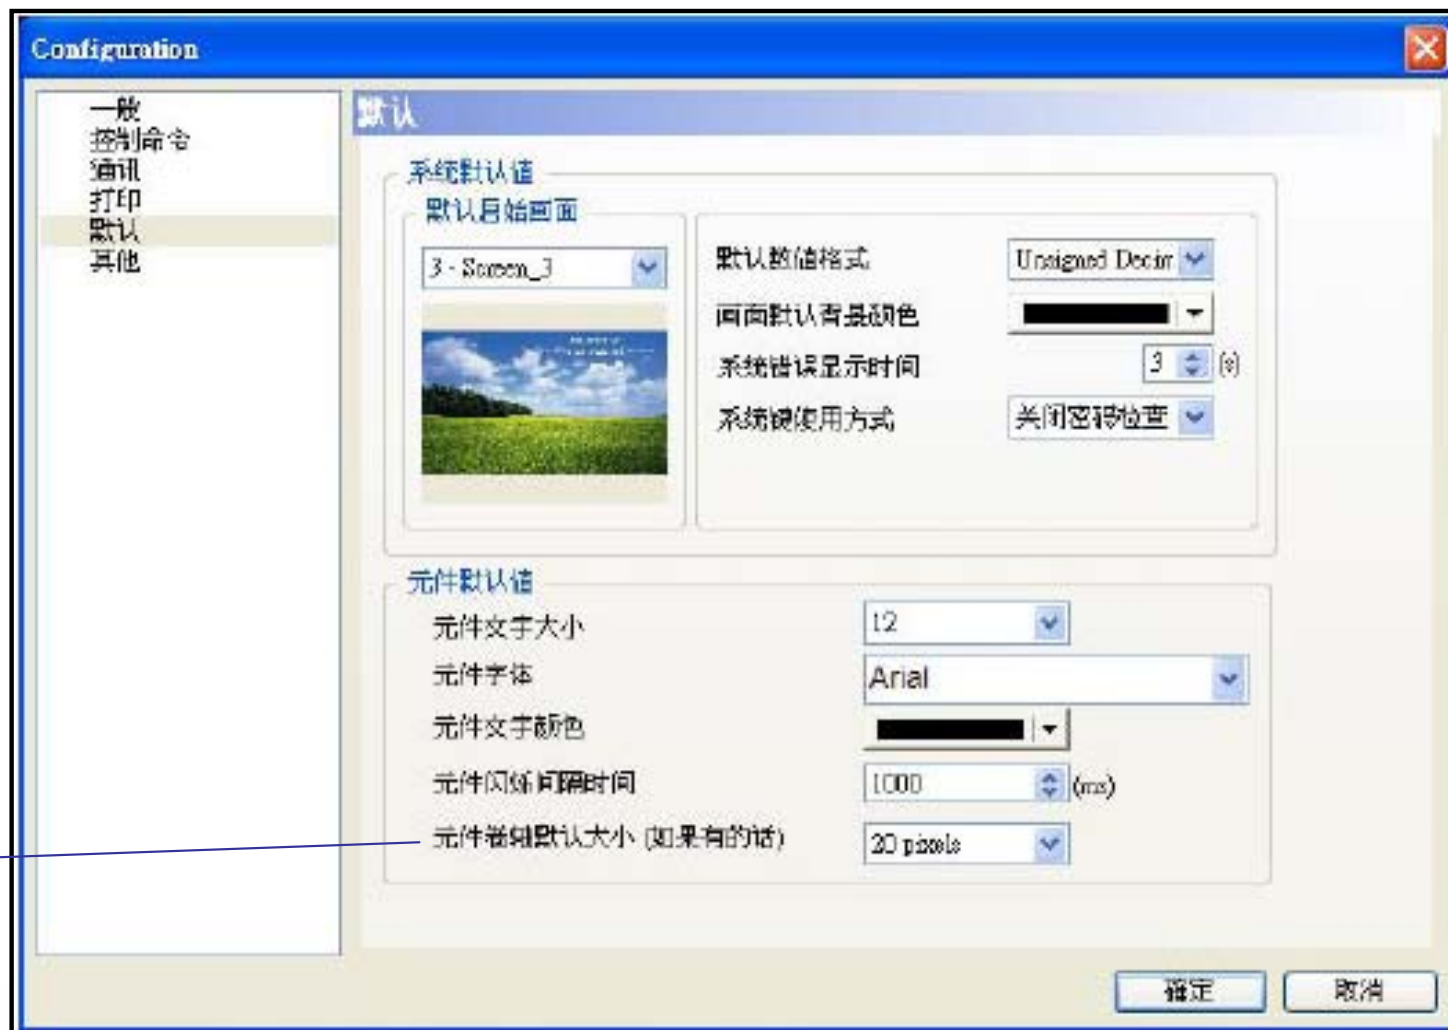 Configuration
一般
控制命令
通讯
打印
默认
其他
默认
系统默认值
默认启始画面
3 - Screen_3
默认数值格式 Unsigned Decim
画面默认背景颜色
系统错误显示时间 3 (s)
系统键使用方式 关闭密码检查
元件默认值
元件文字大小 12
元件字体 Arial
元件文字颜色
元件闪烁间隔时间 1000 (ms)
元件卷轴默认大小 (如果有的话) 20 pixels
確定 取消